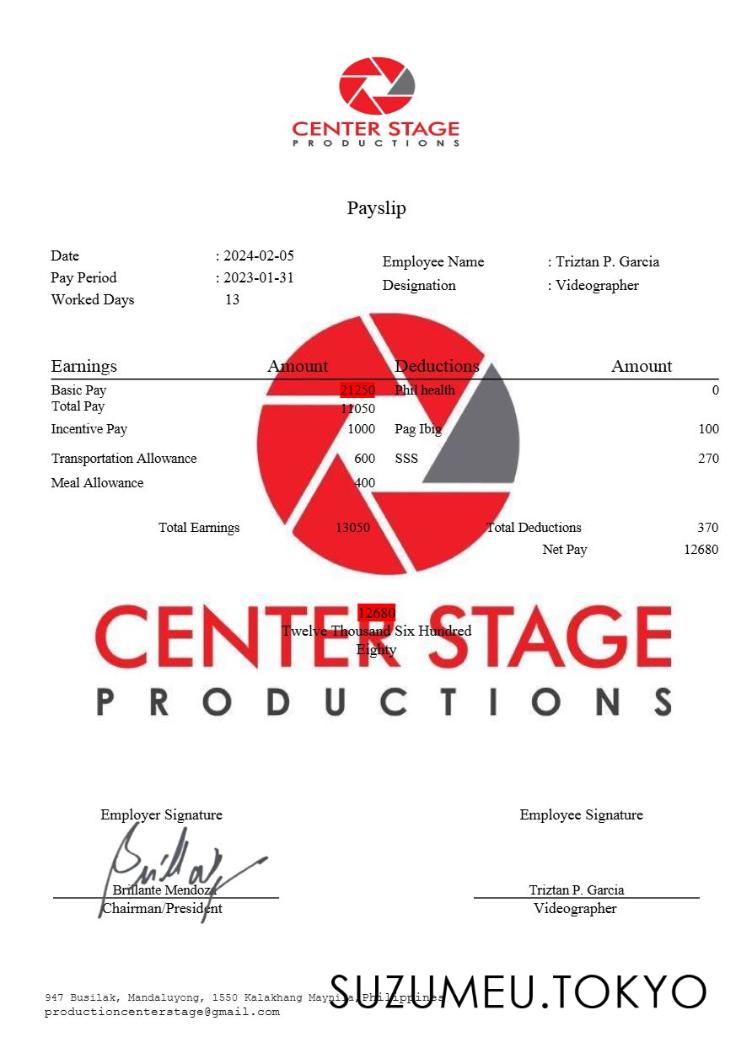 CENTER STAGE
PRODUCTIONS
Payslip
Date : 2024-02-05
Pay Period : 2023-01-31
Worked Days 13
Employee Name : Triztan P. Garcia
Designation : Videographer
Earnings Amount Deductions Amount
Basic Pay 21250 Phil health 0
Total Pay 11050
Incentive Pay 1000 Pag Ibig 100
Transportation Allowance 600 SSS 270
Meal Allowance 400
Total Earnings 13050 Total Deductions 370
Net Pay 12680
12680
Twelve Thousand Six Hundred
Eighty
CENTER STAGE
PRODUCTIONS
Employer Signature Employee Signature
Brillante Mendoza Triztan P. Garcia
Chairman/President Videographer
947 Busilak, Mandaluyong, 1550 Kalakhang Maynila,Philippines
productioncenterstage@gmail.com
SUZUMEU.TOKYO